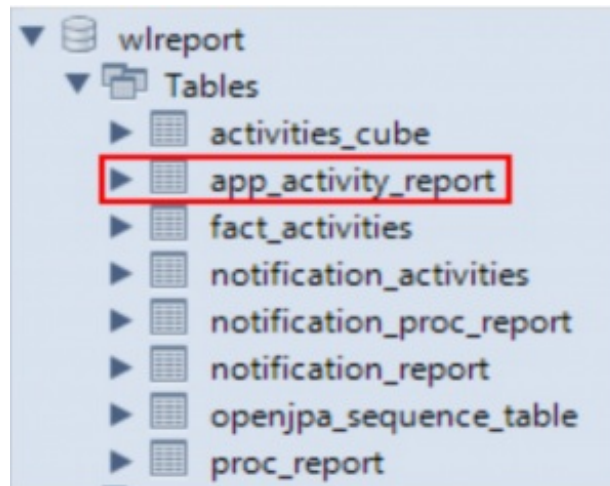 wlreport
Tables
activities_cube
app_activity_report
fact_activities
notification_activities
notification_proc_report
notification_report
openjpa_sequence_table
proc_report